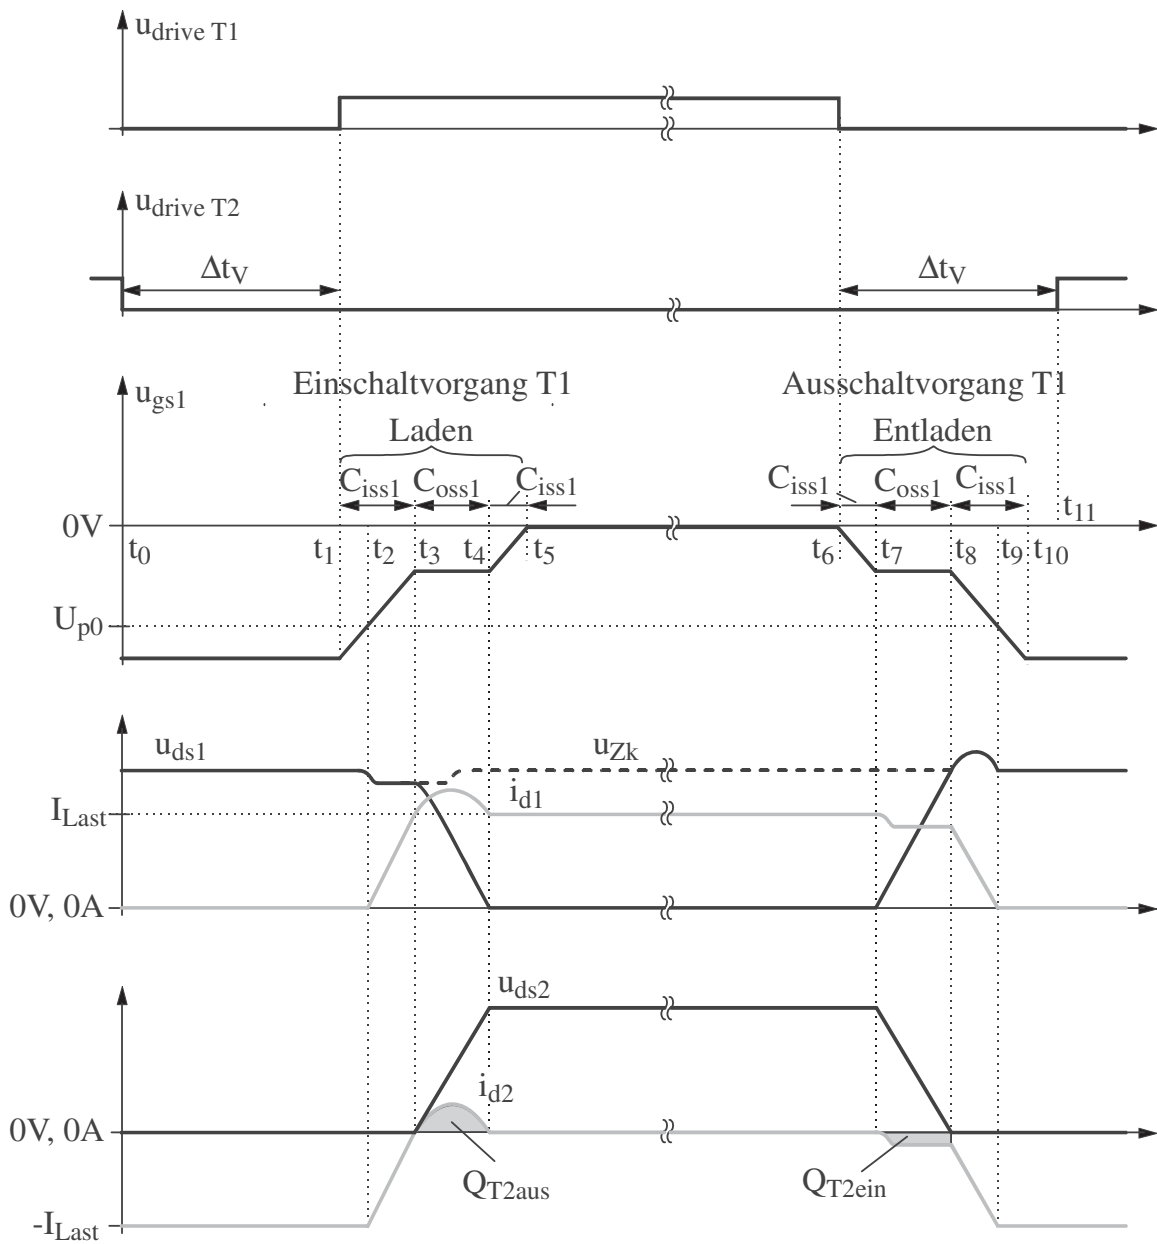 u_drive T1
u_drive T2
Δt_V Δt_V
u_gs1 Einschaltvorgang T1 Ausschaltvorgang T1
Laden Entladen
C_iss1 C_oss1 C_iss1 C_iss1 C_oss1 C_iss1
0V t_11
t_0 t_1 t_2 t_3 t_4 t_5 t_6 t_7 t_8 t_9 t_10
U_p0
u_ds1 u_Zk
i_d1
I_Last
0V, 0A
u_ds2
i_d2
0V, 0A
Q_T2aus Q_T2ein
-I_Last